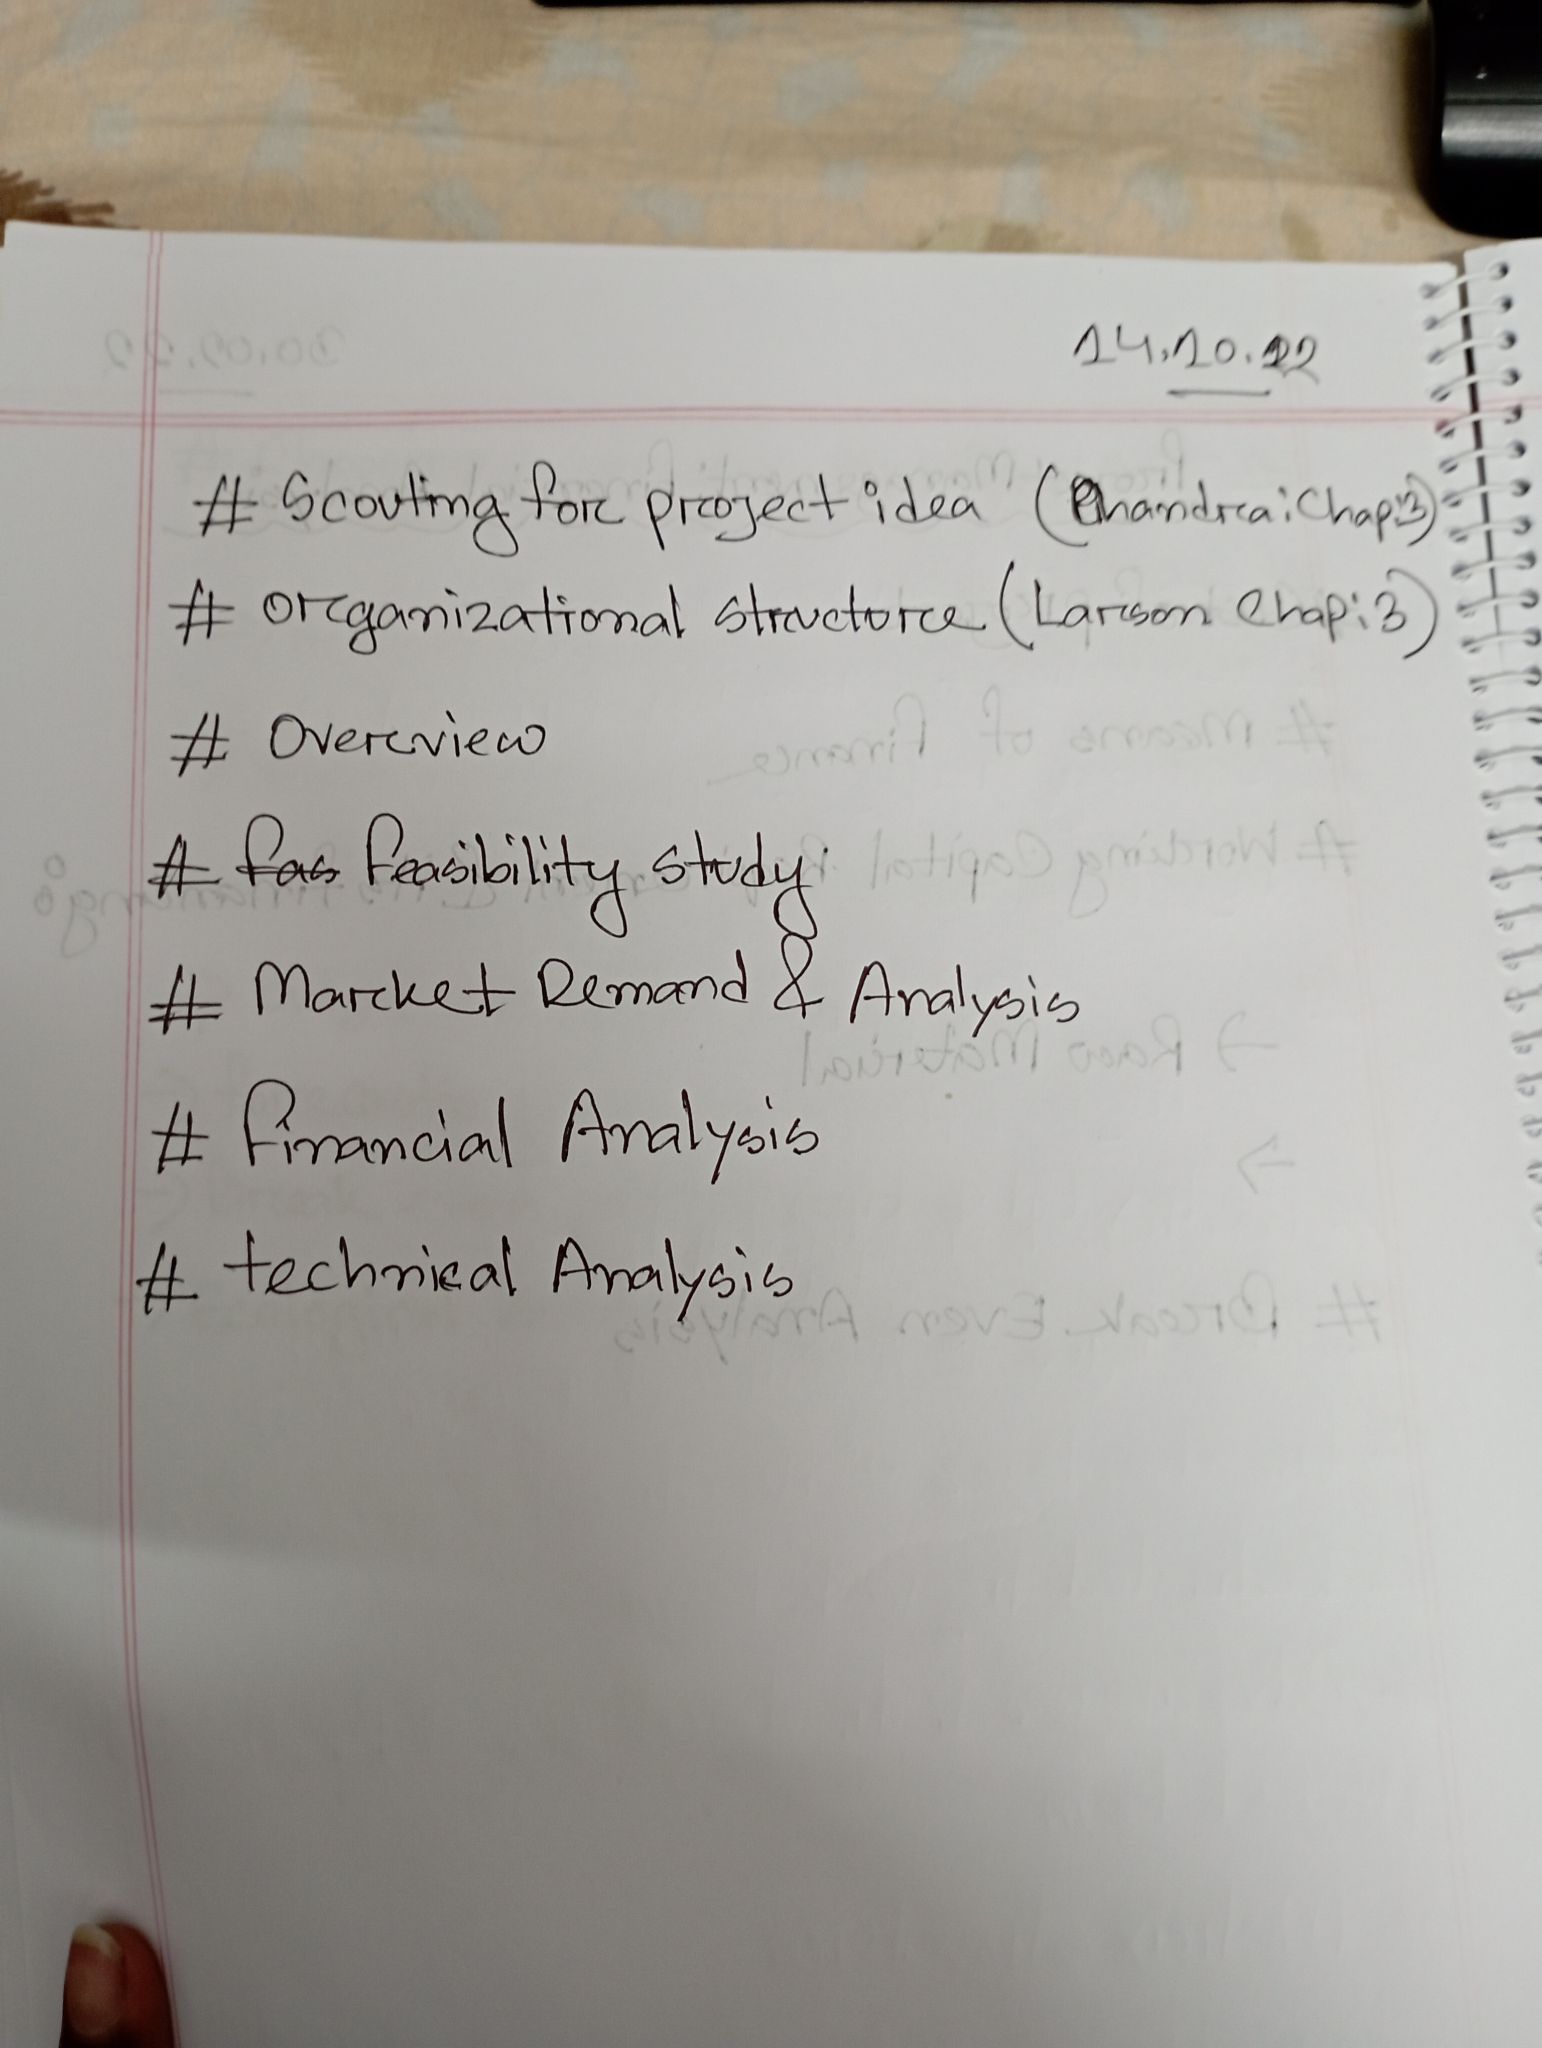 14.10.22
# Scouting for project idea (Chandra: Chap:3)
# Organizational structure (Larson Chap:3)
# Overview
# fas feasibility study
# Market Demand & Analysis
# Financial Analysis
# technical Analysis